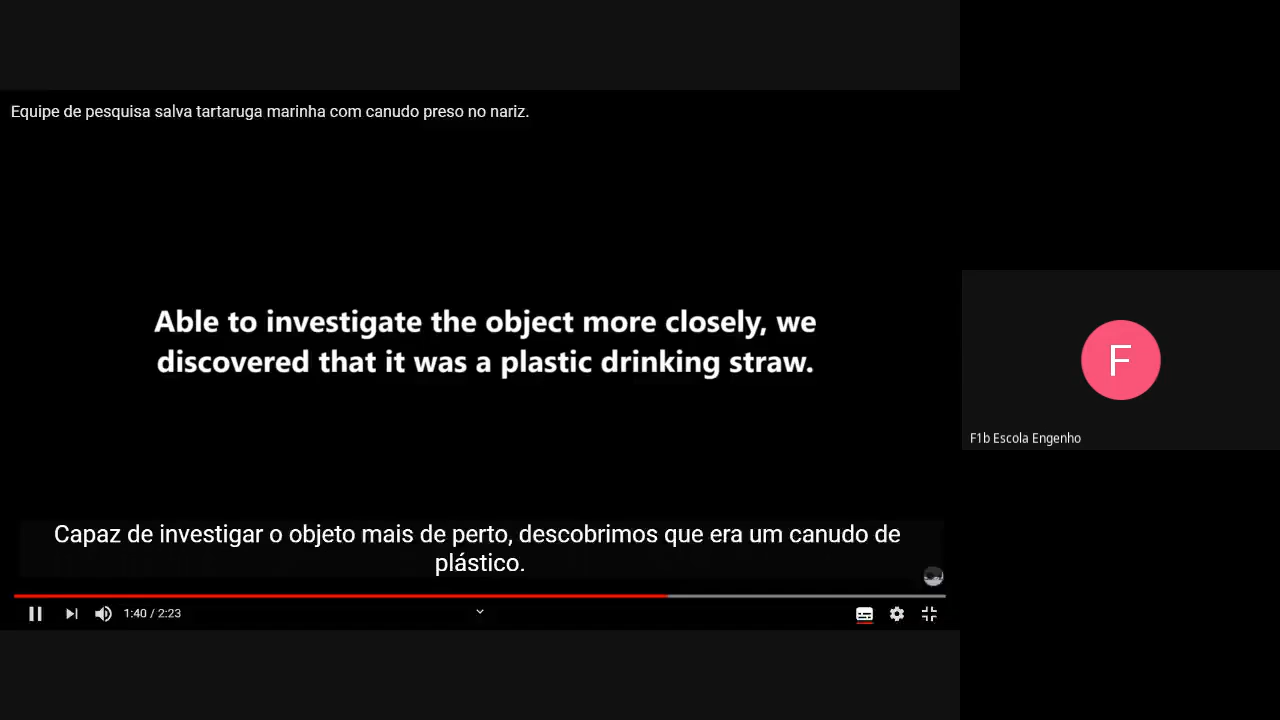 Equipe de pesquisa salva tartaruga marinha com canudo preso no nariz.
Able to investigate the object more closely, we
discovered that it was a plastic drinking straw.
F
F1b Escola Engenho
Capaz de investigar o objeto mais de perto, descobrimos que era um canudo de
plástico.
1:40 / 2:23